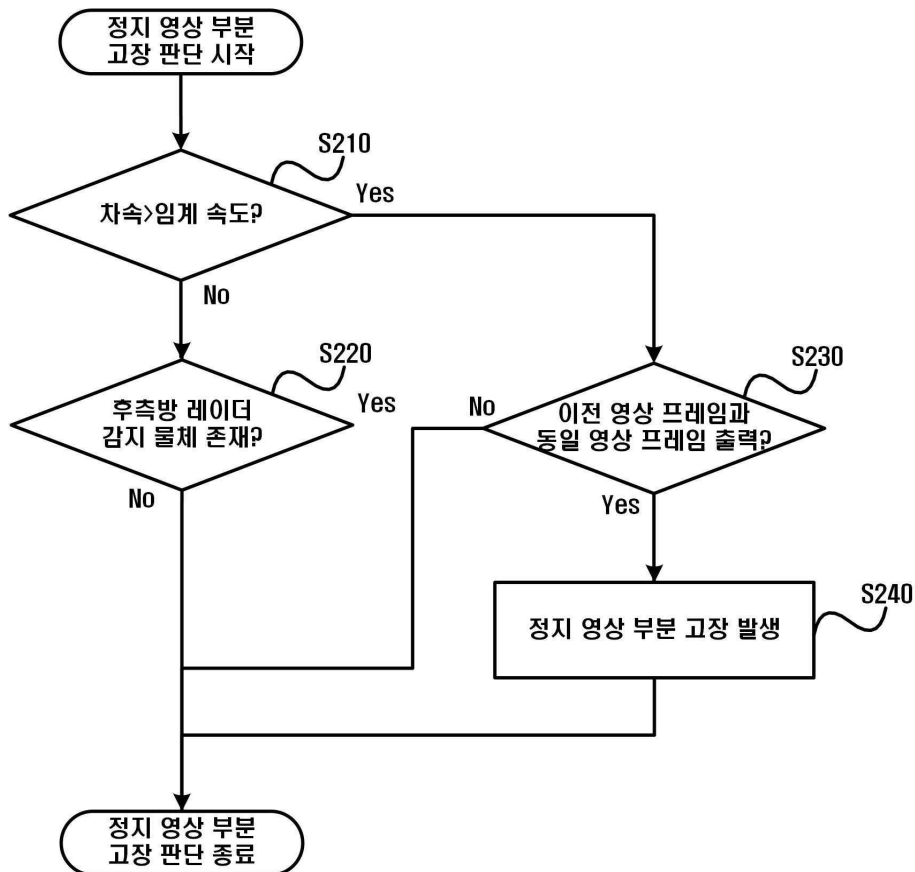 정지 영상 부분
고장 판단 시작
S210
차속>임계 속도?
Yes
No
S220
후측방 레이더
감지 물체 존재?
Yes
No
S230
이전 영상 프레임과
동일 영상 프레임 출력?
No
Yes
S240
정지 영상 부분 고장 발생
정지 영상 부분
고장 판단 종료